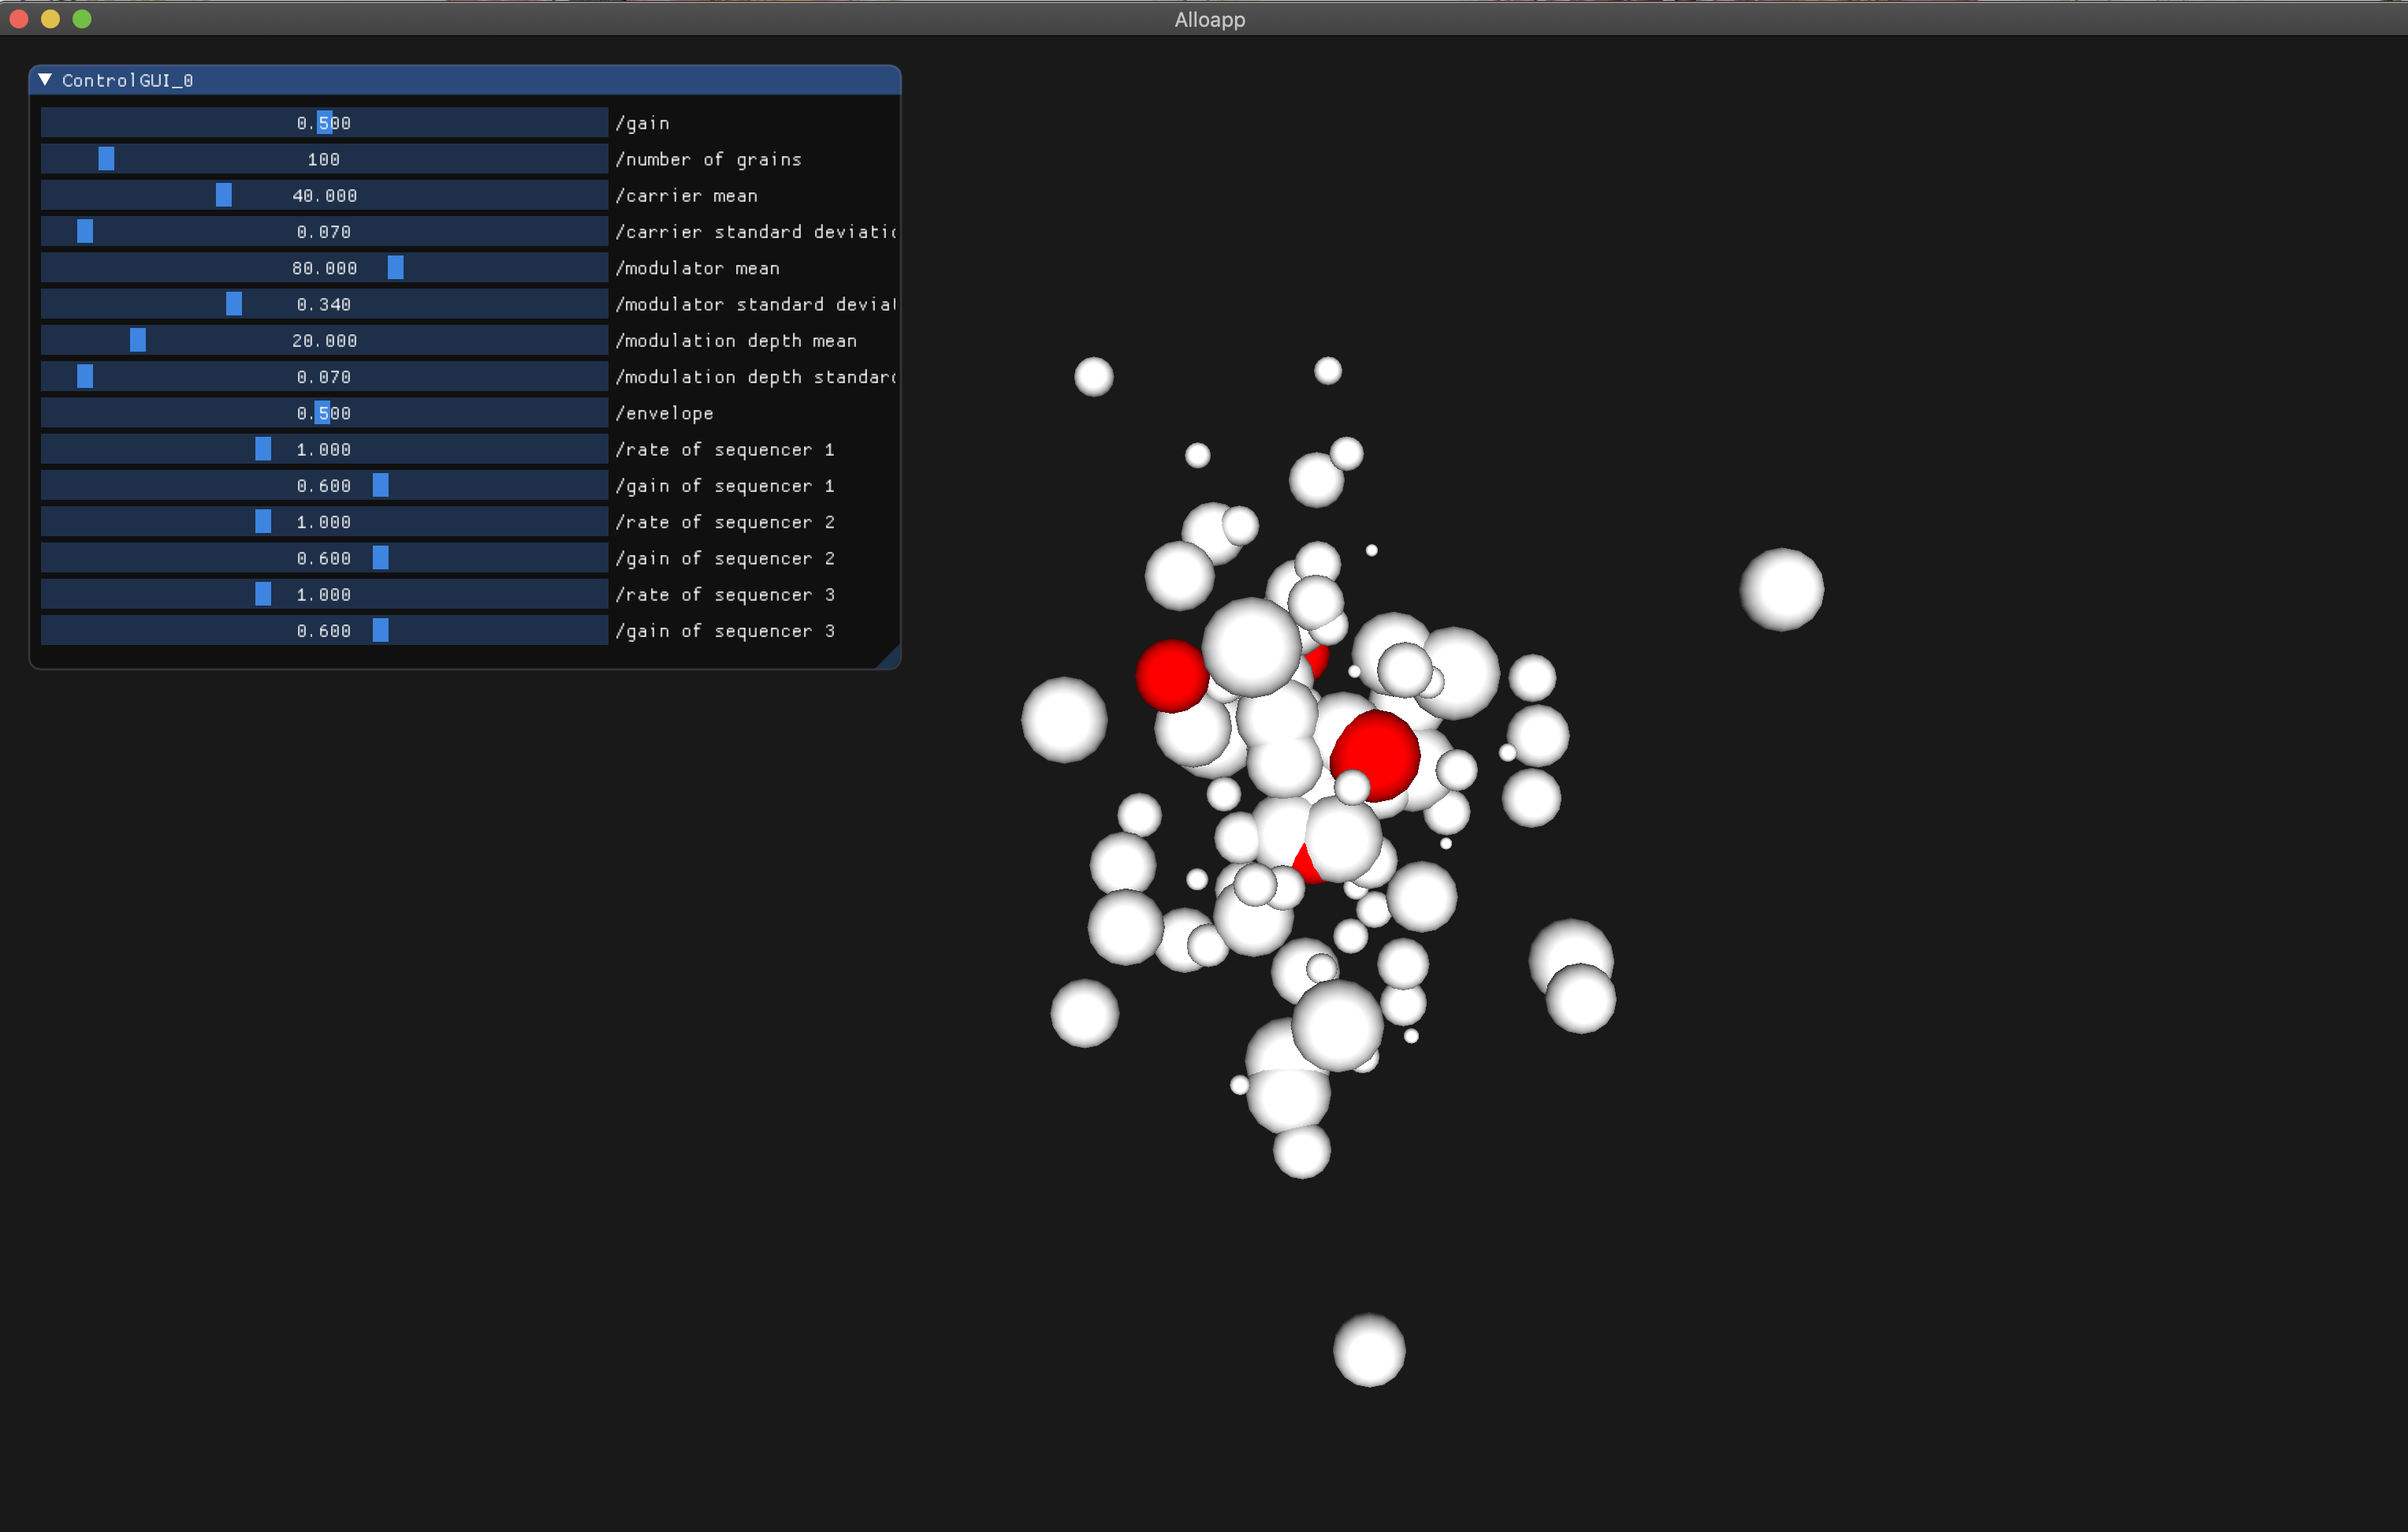 Alloapp
ControlGUI_0
0.500 /gain
100 /number of grains
40.000 /carrier mean
0.070 /carrier standard
80.000 /modulator mean
0.340 /modulator standard
20.000 /modulation depth mean
0.070 /modulation depth
0.500 /envelope
1.000 /rate of sequencer 1
0.600 /gain of sequencer 1
1.000 /rate of sequencer 2
0.600 /gain of sequencer 2
1.000 /rate of sequencer 3
0.600 /gain of sequencer 3